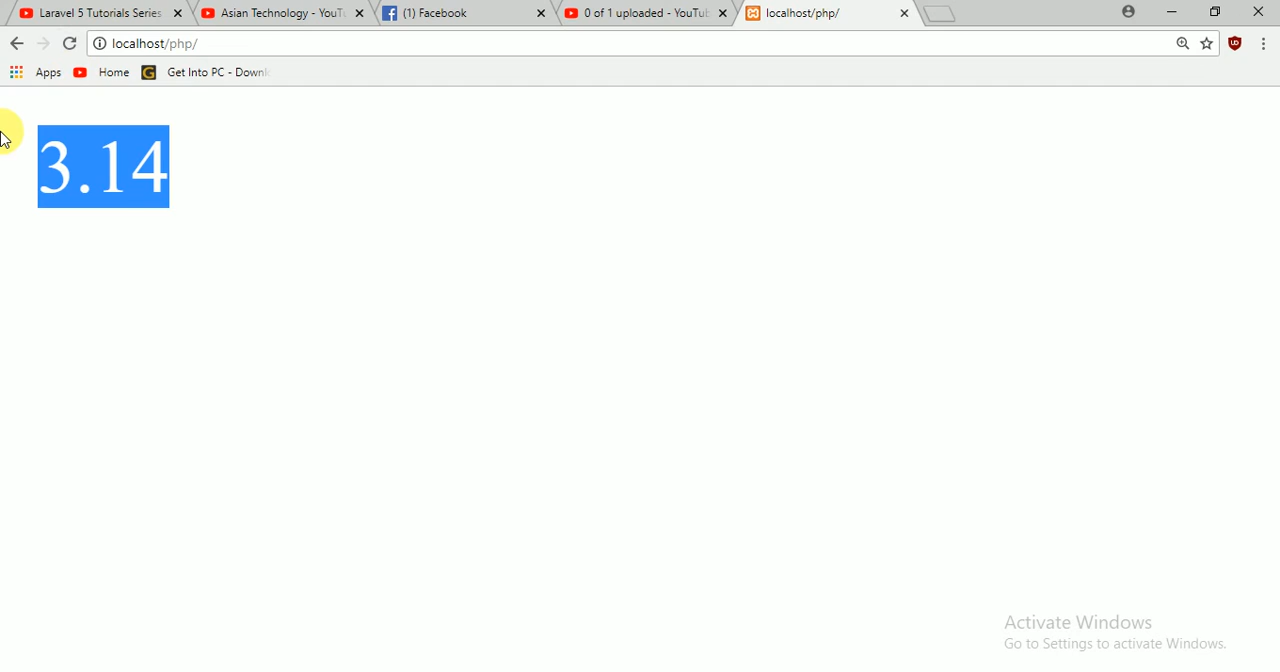 Laravel 5 Tutorials Series
Asian Technology - YouTu
(1) Facebook
0 of 1 uploaded - YouTub
localhost/php/
localhost/php/
Apps
Home
Get Into PC - Downl
3.14
Activate Windows
Go to Settings to activate Windows.